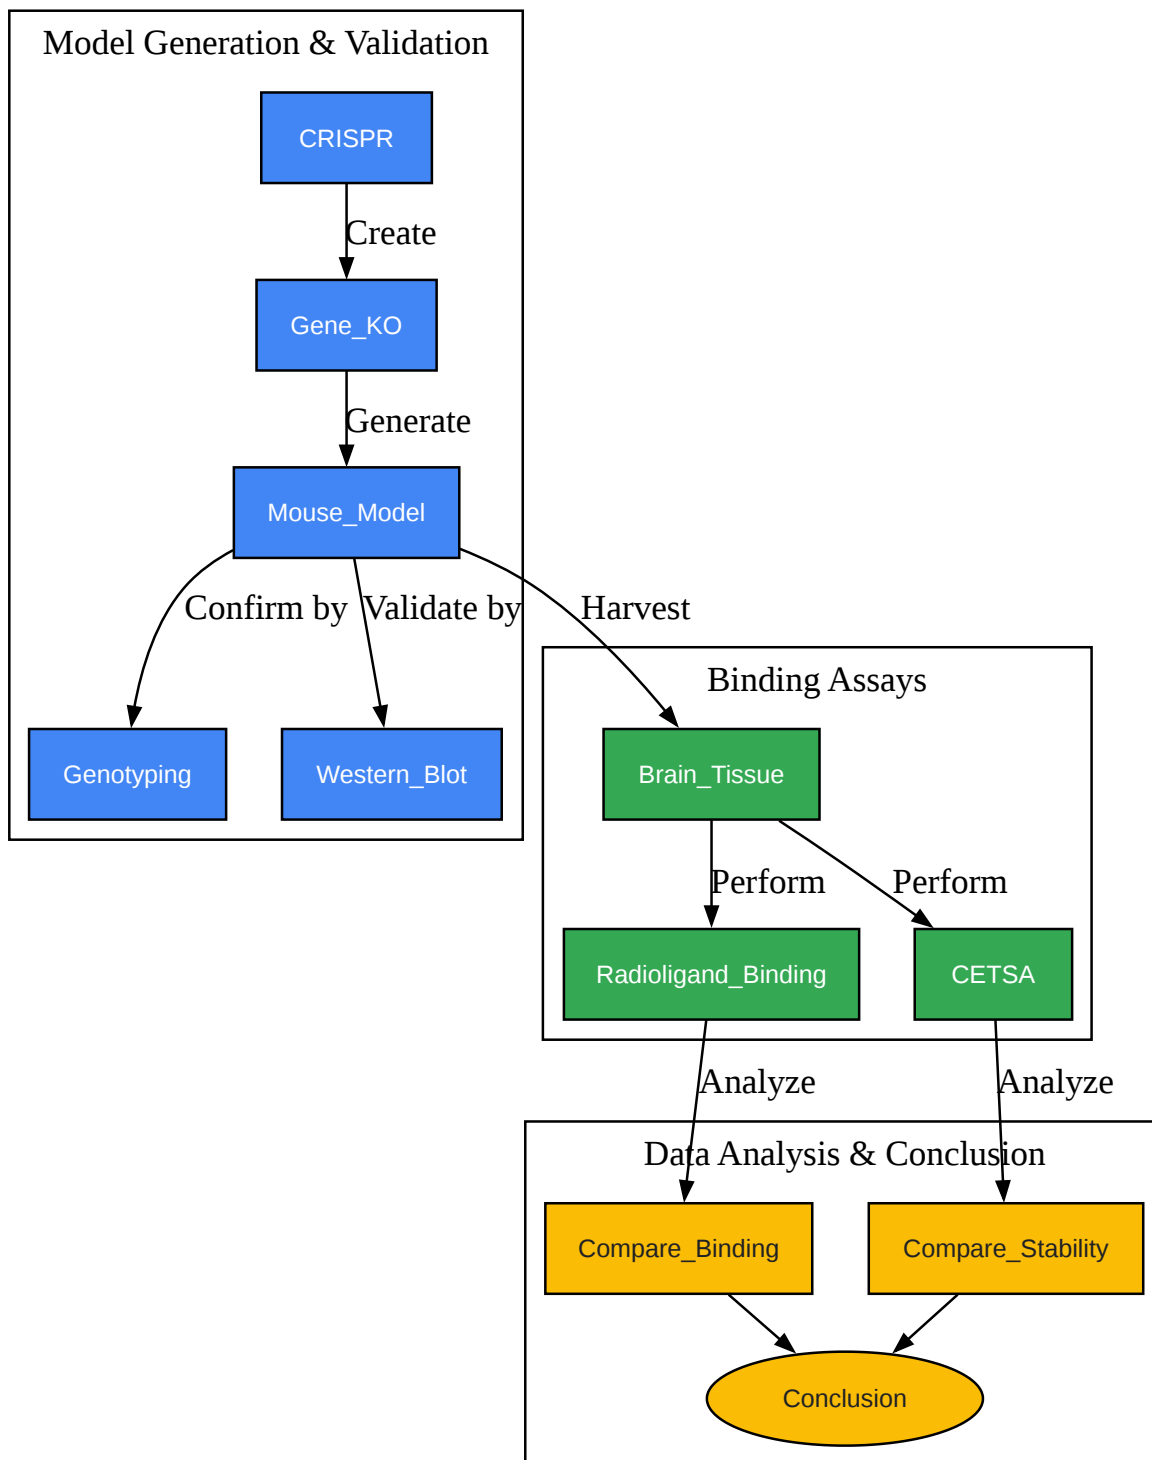 Model Generation & Validation
CRISPR
Create
Gene_KO
Generate
Mouse_Model
Confirm by
Validate by
Harvest
Binding Assays
Genotyping
Western_Blot
Brain_Tissue
Perform
Perform
Radioligand_Binding
CETSA
Analyze
Analyze
Data Analysis & Conclusion
Compare_Binding
Compare_Stability
Conclusion